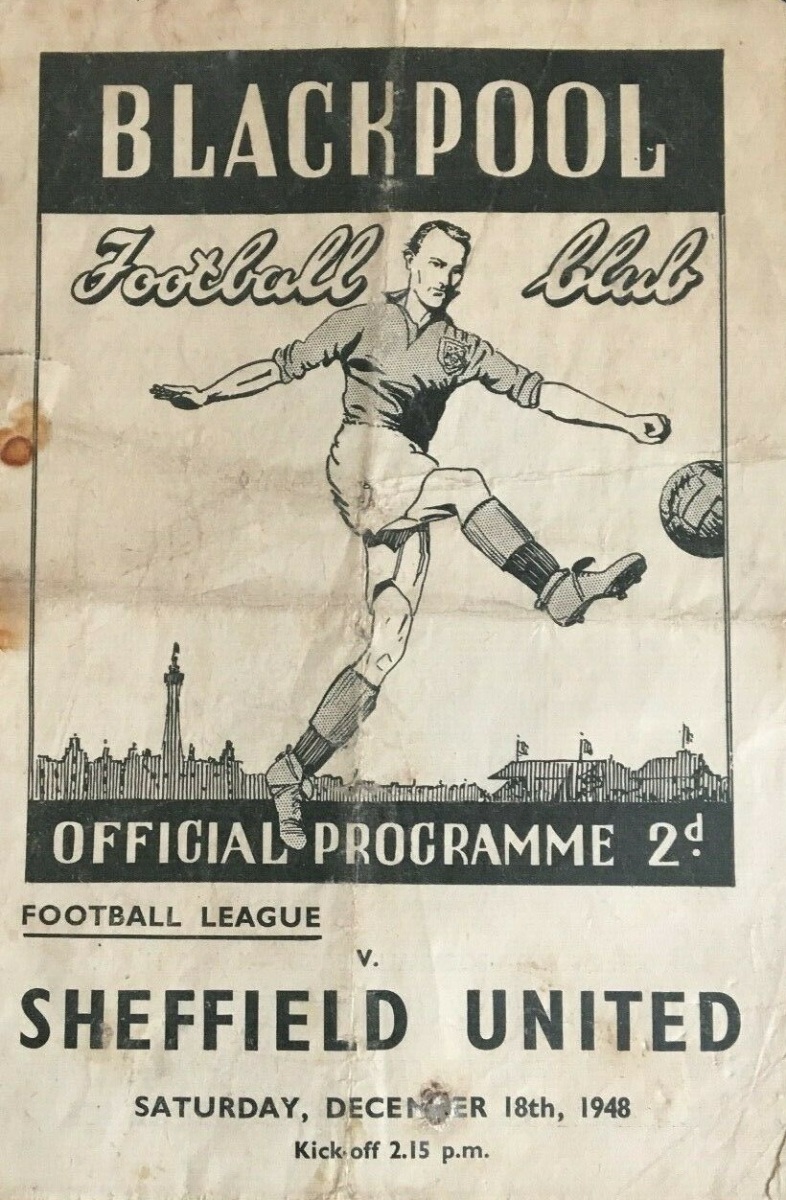 BLACKPOOL
Football Club
OFFICIAL PROGRAMME 2d.
FOOTBALL LEAGUE
v.
SHEFFIELD UNITED
SATURDAY, DECEMBER 18th, 1948
Kick-off 2.15 p.m.